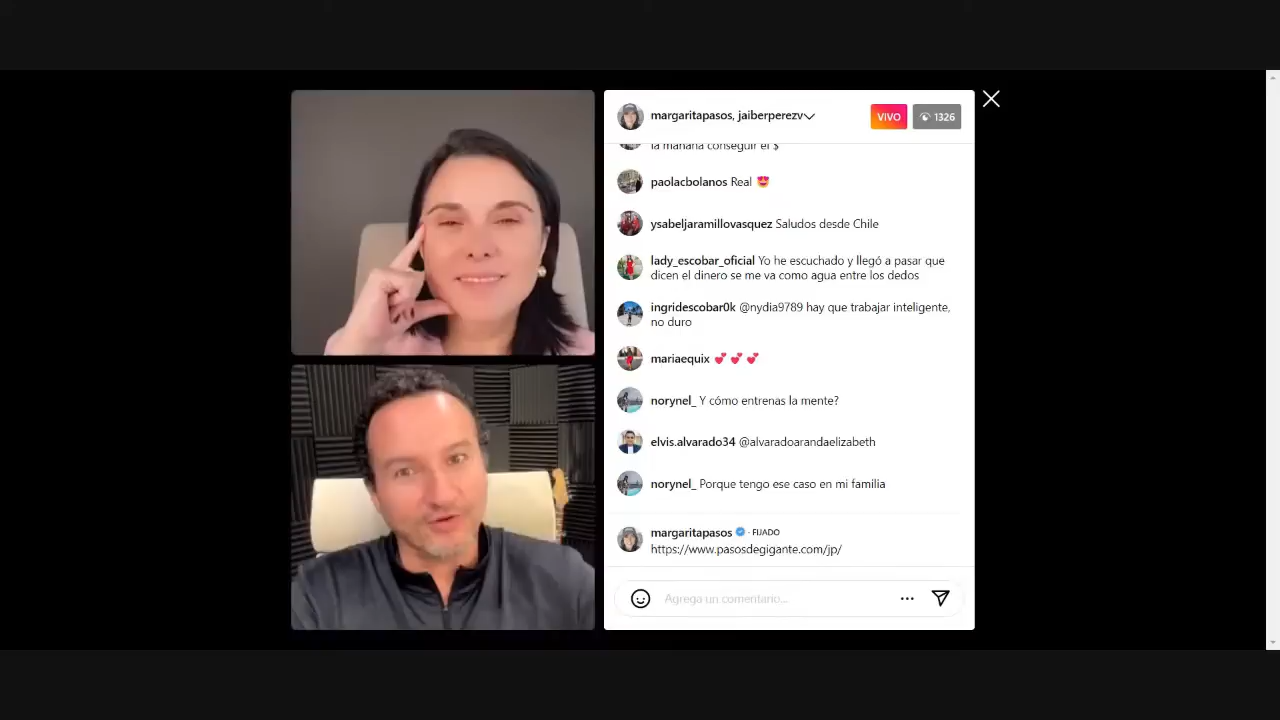 margaritapasos, jaiberperezv
VIVO
1326
la mañana conseguir el $
paolacbolanos Real 😍
ysabeljaramillovasquez Saludos desde Chile
lady_escobar_oficial Yo he escuchado y llegó a pasar que
dicen el dinero se me va como agua entre los dedos
ingridescobar0k @nydia9789 hay que trabajar inteligente,
no duro
mariaequix 💕 💕 💕
norynel_ Y cómo entrenas la mente?
elvis.alvarado34 @alvaradoarandaelizabeth
norynel_ Porque tengo ese caso en mi familia
margaritapasos · FIJADO
https://www.pasosdegigante.com/jp/
Agrega un comentario...